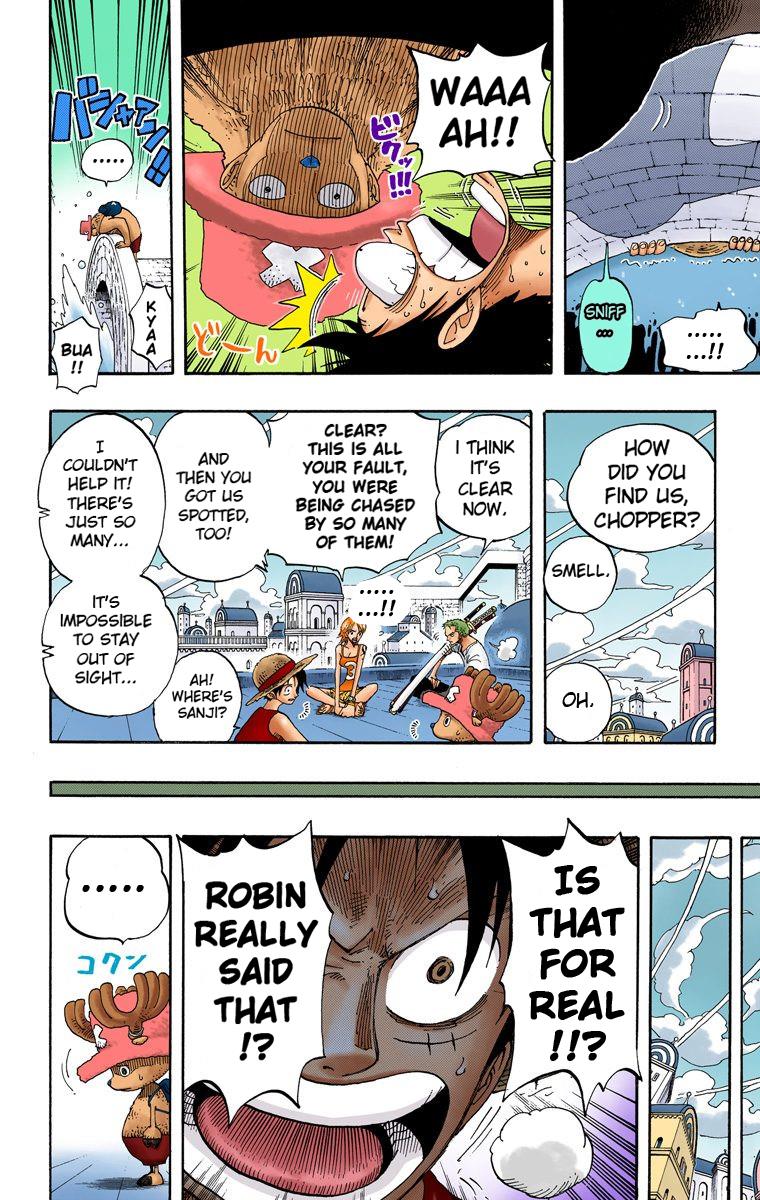 SNIFF
...
.....
...!!
WAAA
AH!!
ビクッ!!!
どーん
バシャアン!!
.....
KYAA
BUA
!!
HOW
DID YOU
FIND US,
CHOPPER?
SMELL.
OH.
I THINK
IT'S
CLEAR
NOW.
CLEAR?
THIS IS ALL
YOUR FAULT,
YOU WERE
BEING CHASED
BY SO MANY
OF THEM!
AND
THEN YOU
GOT US
SPOTTED,
TOO!
.....
...!!
I
COULDN'T
HELP IT!
THERE'S
JUST SO
MANY...
IT'S
IMPOSSIBLE
TO STAY
OUT OF
SIGHT...
AH!
WHERE'S
SANJI?
IS
THAT
FOR
REAL
!!?
ROBIN
REALLY
SAID
THAT
!?
.....
コクン